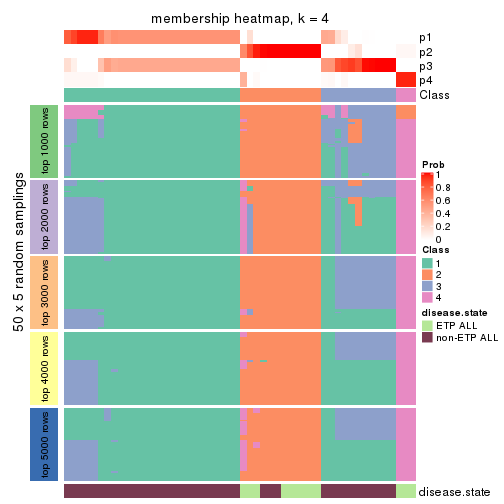 membership heatmap, k = 4
p1
p2
p3
p4
Class
50 x 5 random samplings
top 1000 rows
top 2000 rows
top 3000 rows
top 4000 rows
top 5000 rows
Prob
1
0.8
0.6
0.4
0.2
0
Class
1
2
3
4
disease.state
ETP ALL
non-ETP ALL
disease.state